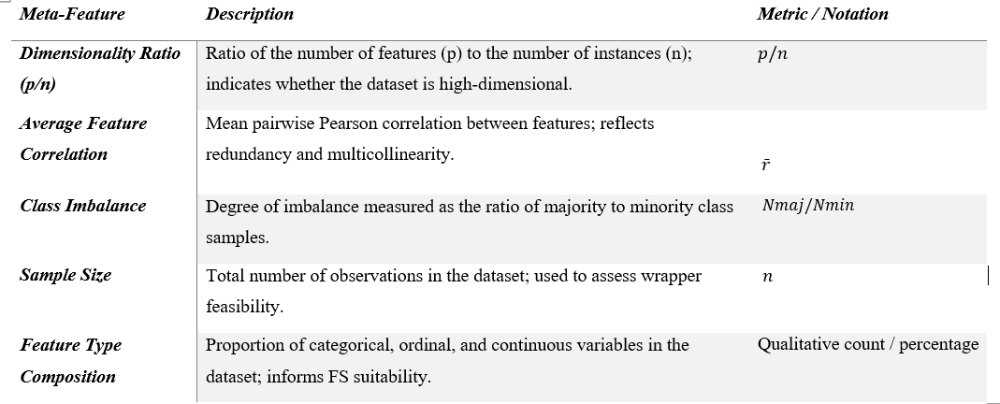 Meta-Feature Description Metric / Notation
Dimensionality Ratio Ratio of the number of features (p) to the number of instances (n); p/n
(p/n) indicates whether the dataset is high-dimensional.
Average Feature Mean pairwise Pearson correlation between features; reflects
Correlation redundancy and multicollinearity.
r̄
Class Imbalance Degree of imbalance measured as the ratio of majority to minority class Nmaj/Nmin
samples.
Sample Size Total number of observations in the dataset; used to assess wrapper n
feasibility.
Feature Type Proportion of categorical, ordinal, and continuous variables in the Qualitative count / percentage
Composition dataset; informs FS suitability.